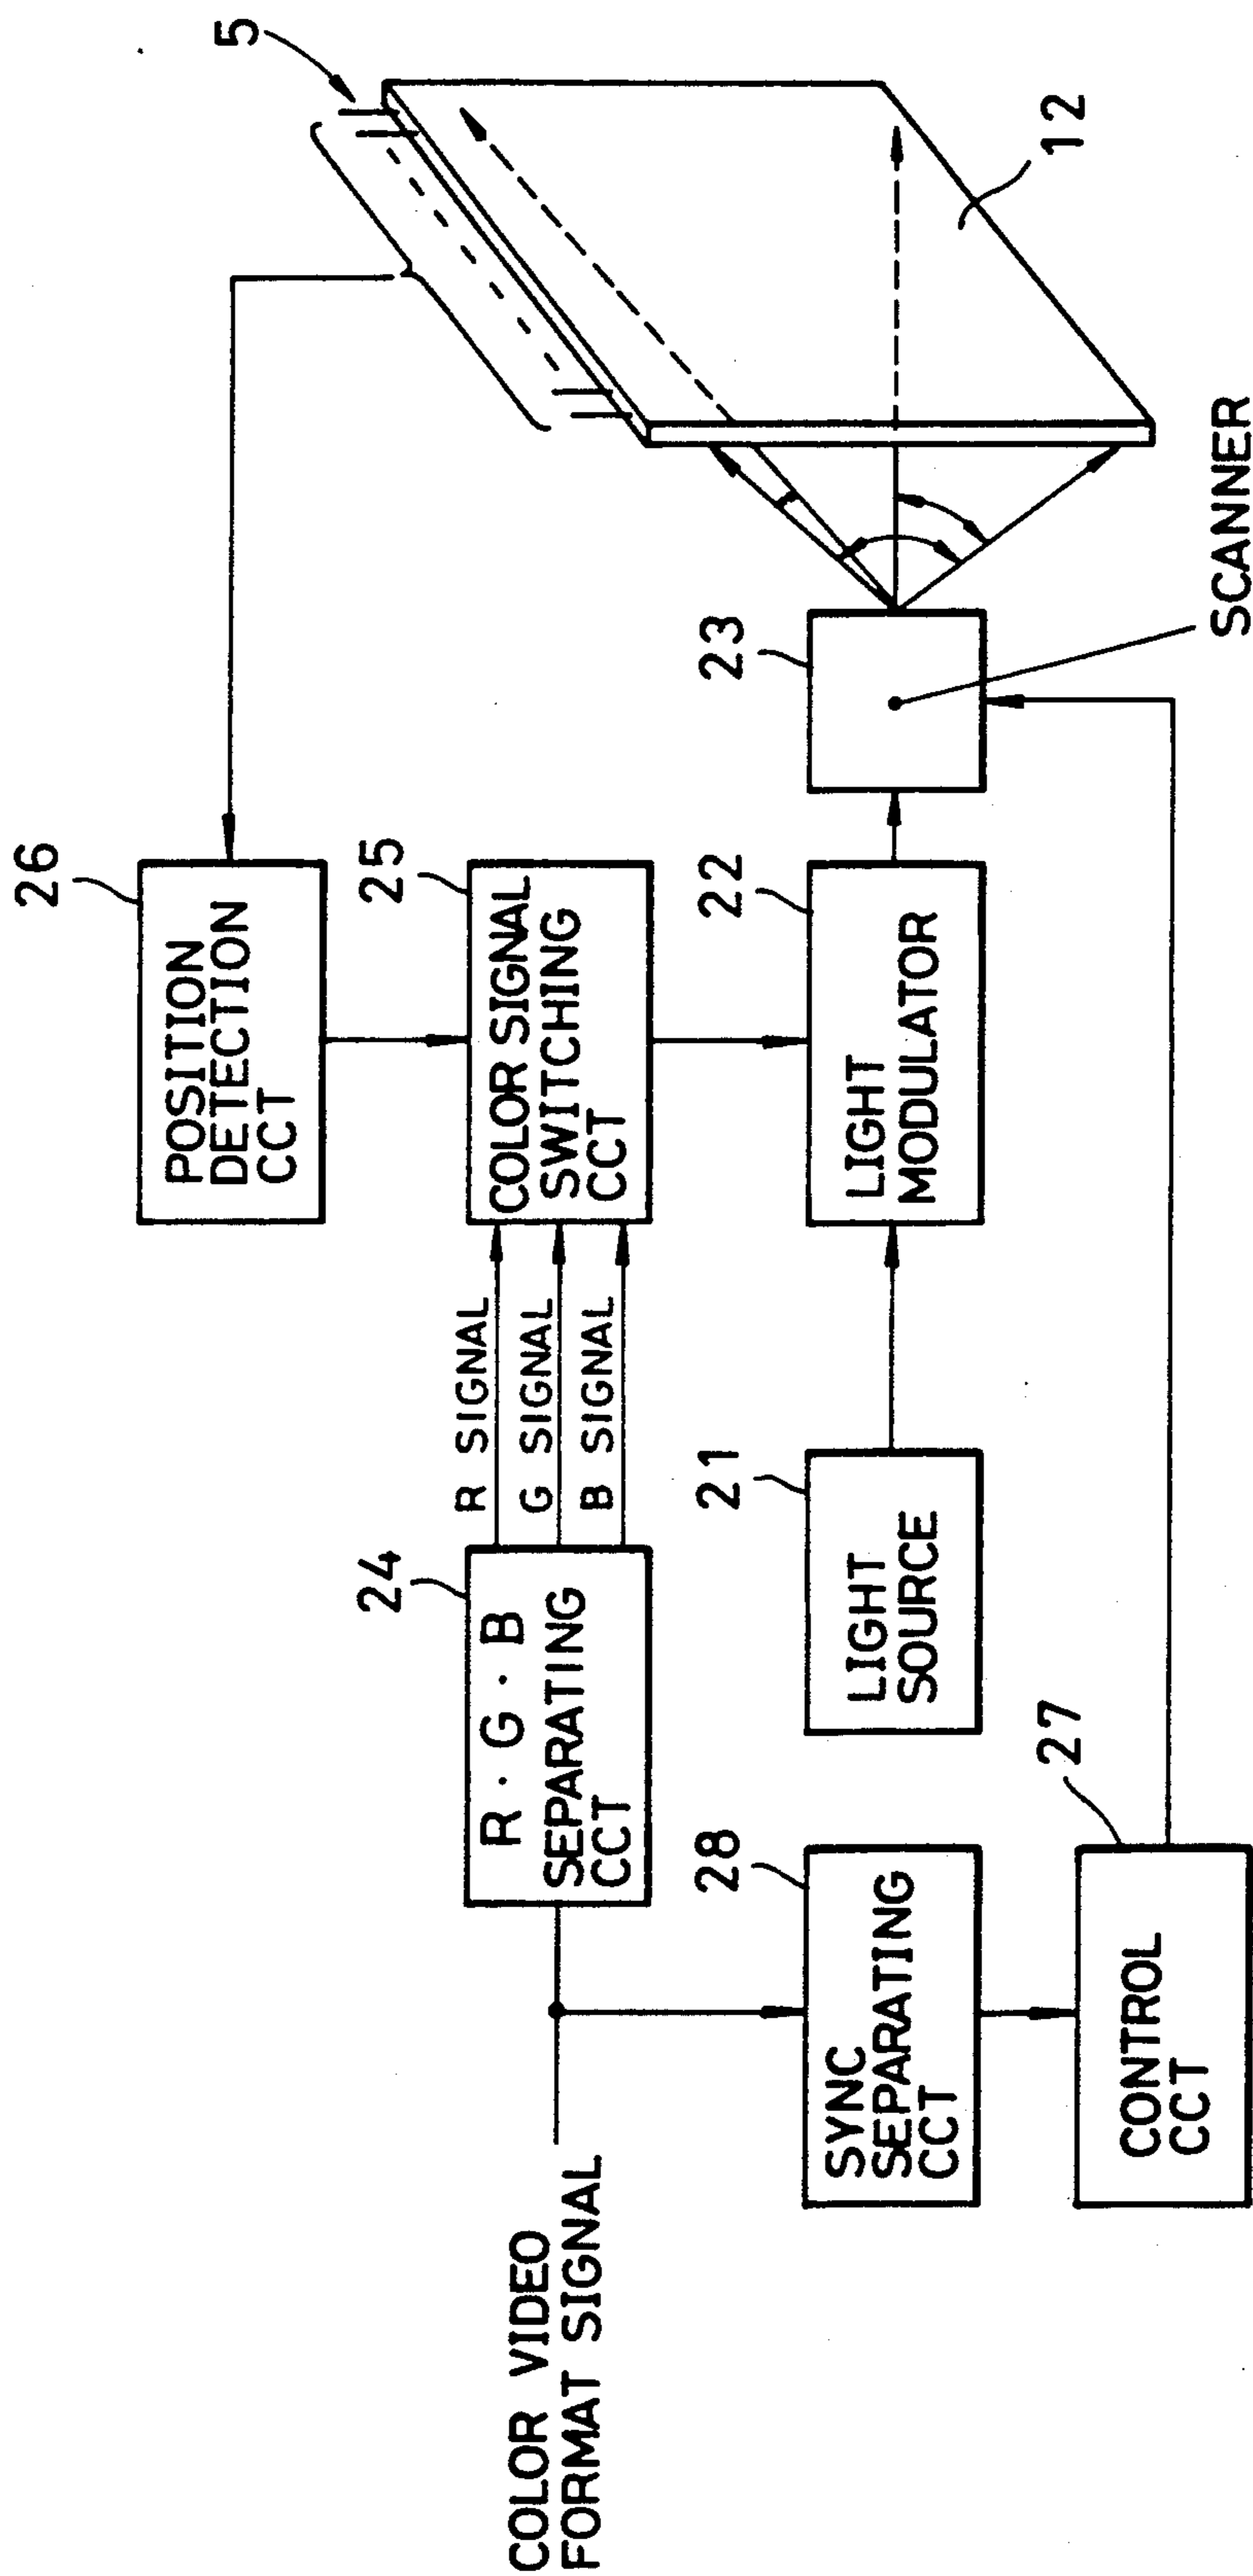 5
26
POSITION
DETECTION
CCT
24
R · G · B
SEPARATING
CCT
R SIGNAL
G SIGNAL
B SIGNAL
25
COLOR SIGNAL
SWITCHING
CCT
12
COLOR VIDEO
FORMAT SIGNAL
28
SYNC
SEPARATING
CCT
21
LIGHT
SOURCE
22
LIGHT
MODULATOR
23
27
CONTROL
CCT
SCANNER